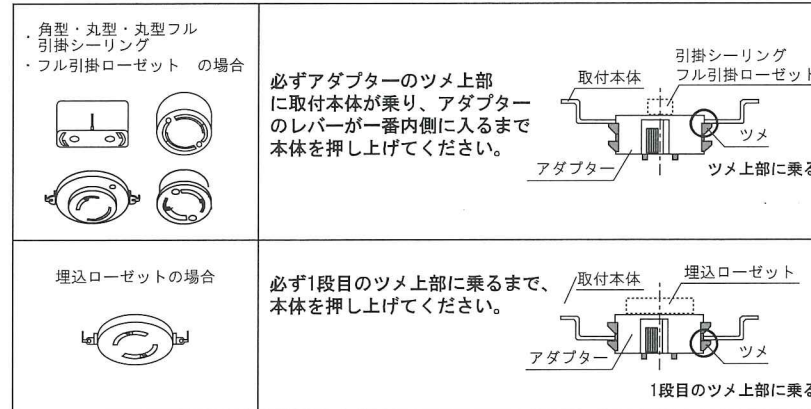 ・角型・丸型・丸型フル
引掛シーリング
・フル引掛ローゼット の場合
必ずアダプターのツメ上部
に取付本体が乗り、アダプター
のレバーが一番内側に入るまで
本体を押し上げてください。
取付本体
引掛シーリング
フル引掛ローゼット
ツメ
アダプター
ツメ上部に乗る
埋込ローゼットの場合
必ず1段目のツメ上部に乗るまで、
本体を押し上げてください。
取付本体
埋込ローゼット
ツメ
アダプター
1段目のツメ上部に乗る